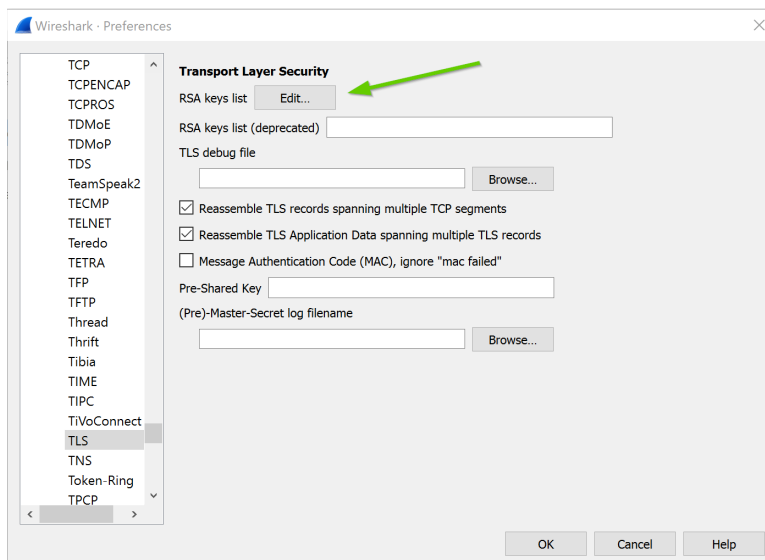 Wireshark · Preferences
TCP
TCPENCAP
TCPROS
TDMoE
TDMoP
TDS
TeamSpeak2
TECMP
TELNET
Teredo
TETRA
TFP
TFTP
Thread
Thrift
Tibia
TIME
TIPC
TiVoConnect
TLS
TNS
Token-Ring
TPCP
Transport Layer Security
RSA keys list Edit...
RSA keys list (deprecated)
TLS debug file
Browse...
Reassemble TLS records spanning multiple TCP segments
Reassemble TLS Application Data spanning multiple TLS records
Message Authentication Code (MAC), ignore "mac failed"
Pre-Shared Key
(Pre)-Master-Secret log filename
Browse...
OK Cancel Help